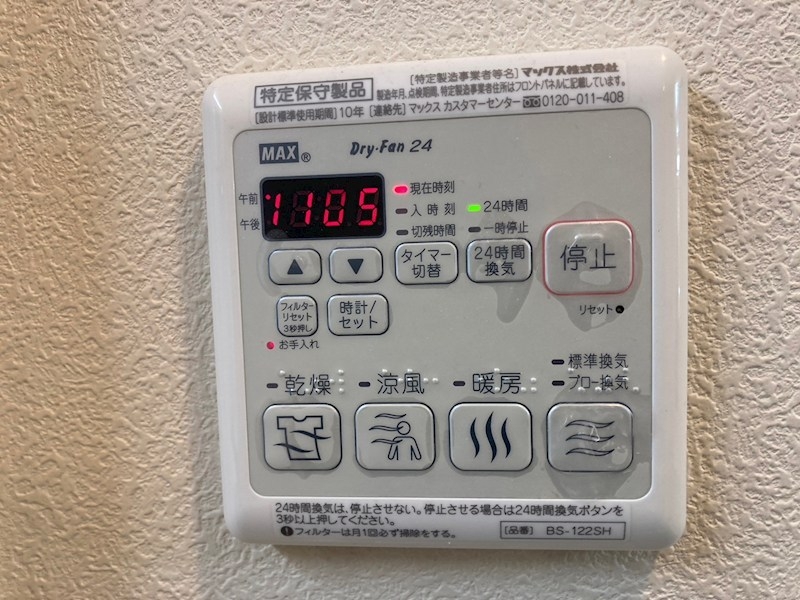 特定保守製品
[特定製造事業者等名] マックス株式会社
製造年月、点検期間、特定製造事業者住所はフロントパネルに記載しています。
[設計標準使用期間] 10年 [連絡先] マックス カスタマーセンター 0120-011-408
MAX® Dry-Fan 24
午前
午後
11:05
現在時刻
入時刻
切残時間
24時間
一時停止
▲
▼
タイマー
切替
24時間
換気
停止
リセット
フィルター
リセット
3秒押し
時計/
セット
お手入れ
乾燥
涼風
暖房
標準換気
ブロー換気
24時間換気は、停止させない。停止させる場合は24時間換気ボタンを
3秒以上押してください。
フィルターは月1回必ず掃除をする。
[品番] BS-122SH